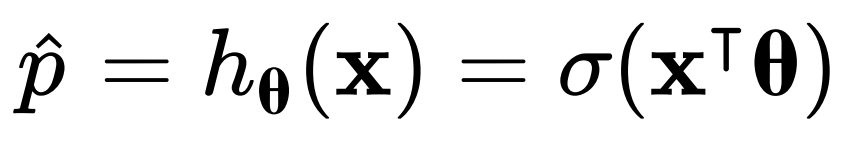 p̂ = h_𝛉(𝐱) = σ(𝐱^⊺𝛉)